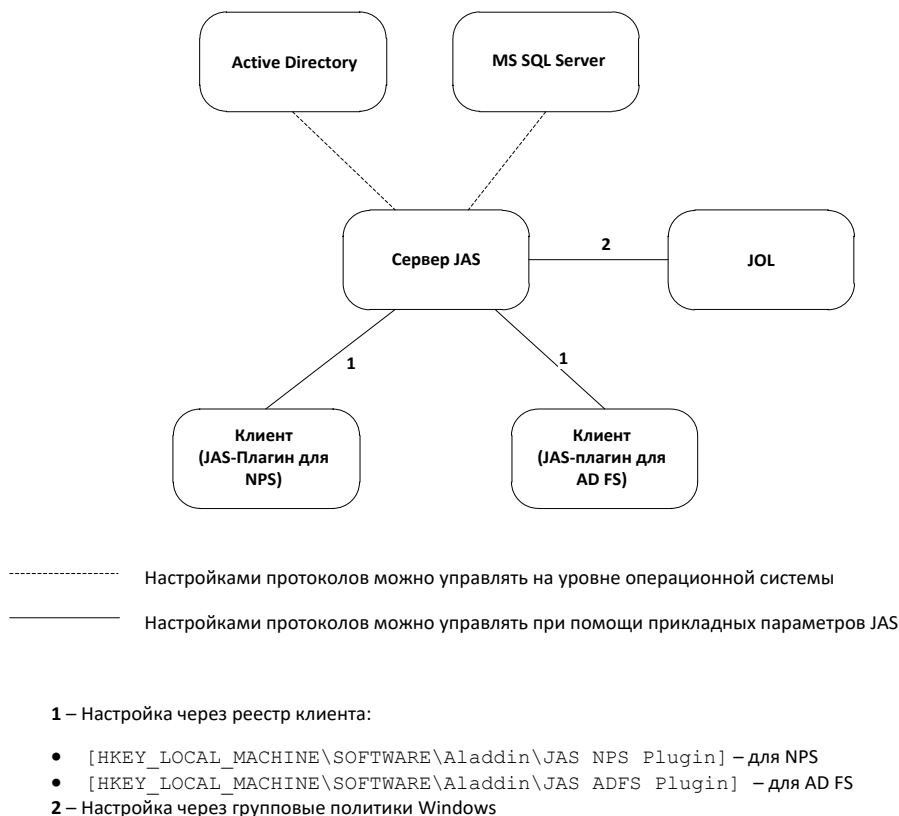 Active Directory
MS SQL Server
Сервер JAS
2
JOL
1
1
Клиент
(JAS-Плагин для
NPS)
Клиент
(JAS-плагин для
AD FS)
Настройками протоколов можно управлять на уровне операционной системы
Настройками протоколов можно управлять при помощи прикладных параметров JAS
1 – Настройка через реестр клиента:
• [HKEY_LOCAL_MACHINE\SOFTWARE\Aladdin\JAS NPS Plugin] – для NPS
• [HKEY_LOCAL_MACHINE\SOFTWARE\Aladdin\JAS ADFS Plugin] – для AD FS
2 – Настройка через групповые политики Windows